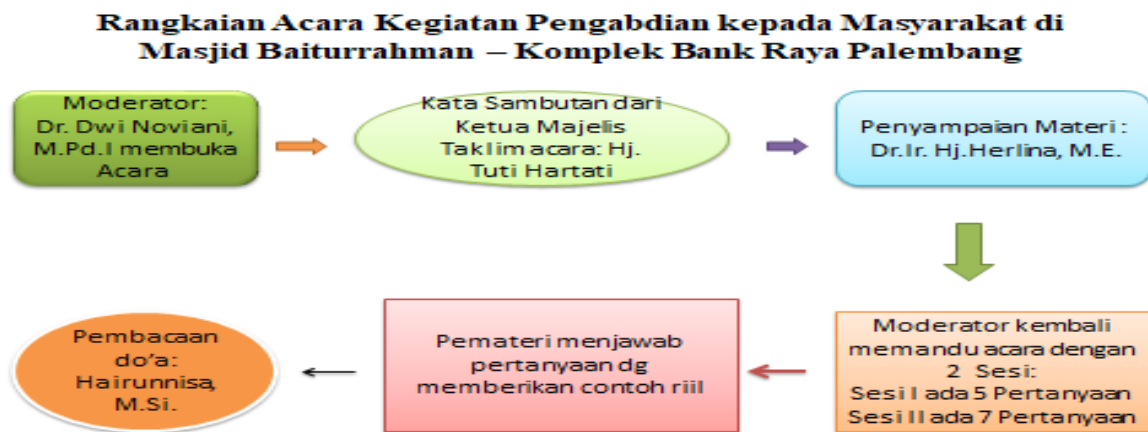 Rangkaian Acara Kegiatan Pengabdian kepada Masyarakat di
Masjid Baiturrahman – Komplek Bank Raya Palembang
Moderator:
Dr. Dwi Noviani,
M.Pd.I membuka
Acara
Kata Sambutan dari
Ketua Majelis
Taklim acara: Hj.
Tuti Hartati
Penyampaian Materi :
Dr.Ir. Hj.Herlina, M.E.
Moderator kembali
memandu acara dengan
2 Sesi:
Sesi I ada 5 Pertanyaan
Sesi II ada 7 Pertanyaan
Pemateri menjawab
pertanyaan dg
memberikan contoh riil
Pembacaan
do'a:
Hairunnisa,
M.Si.